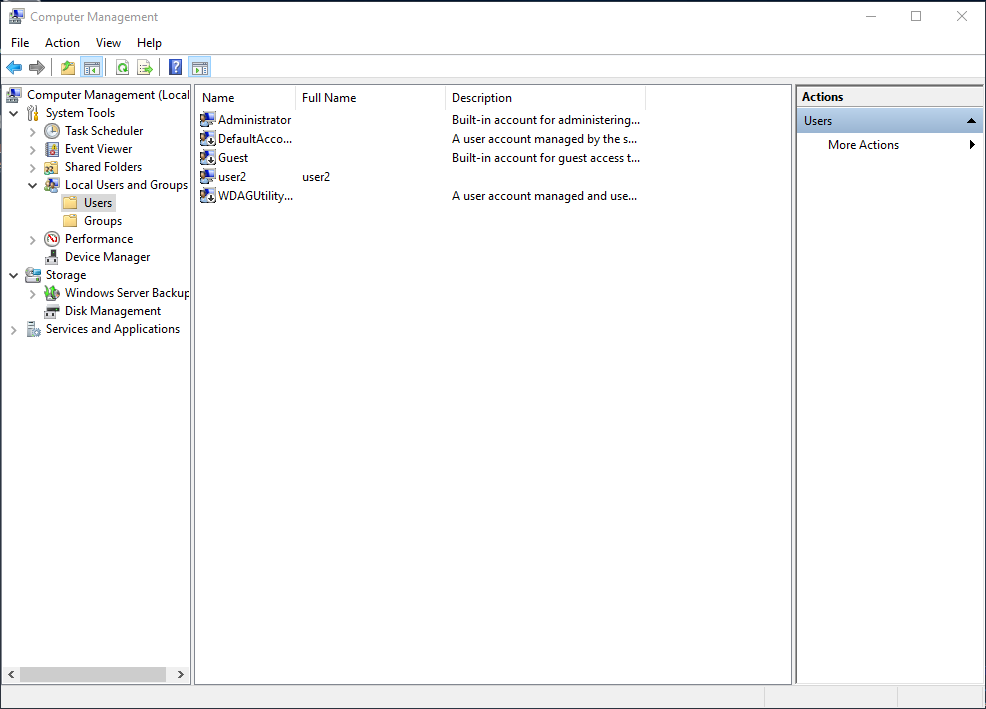 Computer Management
File Action View Help
Computer Management (Local
System Tools
Task Scheduler
Event Viewer
Shared Folders
Local Users and Groups
Users
Groups
Performance
Device Manager
Storage
Windows Server Backup
Disk Management
Services and Applications
Name Full Name Description
Administrator Built-in account for administering...
DefaultAcco... A user account managed by the s...
Guest Built-in account for guest access t...
user2 user2
WDAGUtility... A user account managed and use...
Actions
Users
More Actions